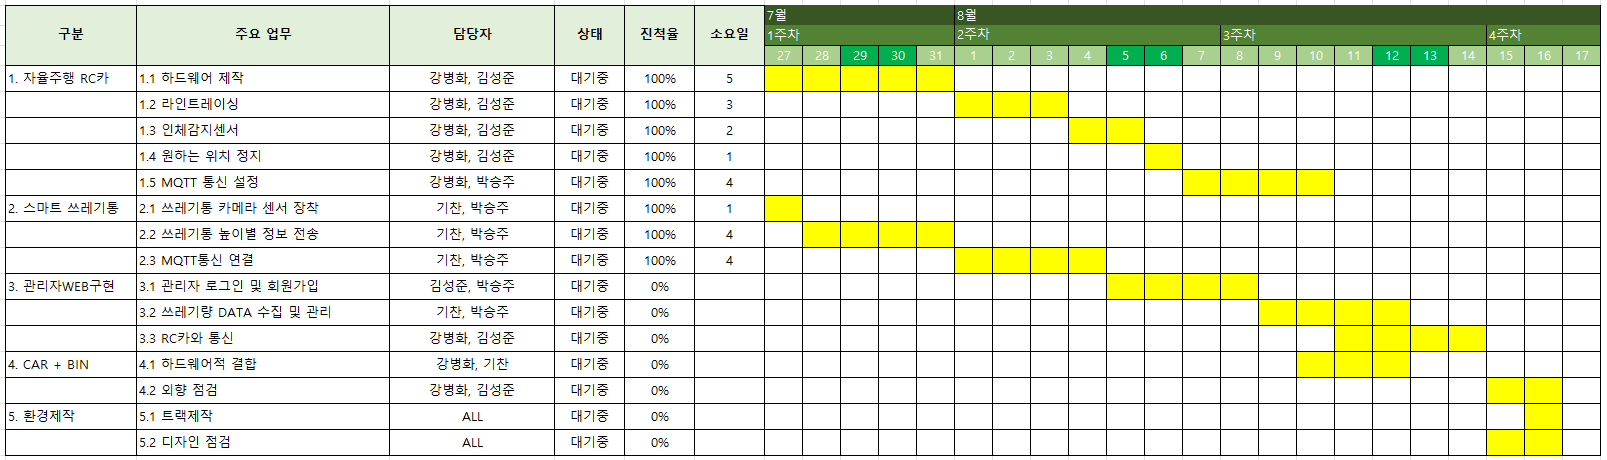 7월 8월
구분 주요 업무 담당자 상태 진척율 소요일 1주차 2주차 3주차 4주차
27 28 29 30 31 1 2 3 4 5 6 7 8 9 10 11 12 13 14 15 16 17
1. 자율주행 RC카 1.1 하드웨어 제작 강병화, 김성준 대기중 100% 5
1.2 라인트레이싱 강병화, 김성준 대기중 100% 3
1.3 인체감지센서 강병화, 김성준 대기중 100% 2
1.4 원하는 위치 정지 강병화, 김성준 대기중 100% 1
1.5 MQTT 통신 설정 강병화, 박승주 대기중 100% 4
2. 스마트 쓰레기통 2.1 쓰레기통 카메라 센서 장착 기찬, 박승주 대기중 100% 1
2.2 쓰레기통 높이별 정보 전송 기찬, 박승주 대기중 100% 4
2.3 MQTT통신 연결 기찬, 박승주 대기중 100% 4
3. 관리자WEB구현 3.1 관리자 로그인 및 회원가입 김성준, 박승주 대기중 0%
3.2 쓰레기량 DATA 수집 및 관리 기찬, 박승주 대기중 0%
3.3 RC카와 통신 강병화, 김성준 대기중 0%
4. CAR + BIN 4.1 하드웨어적 결합 강병화, 기찬 대기중 0%
4.2 외향 점검 강병화, 김성준 대기중 0%
5. 환경제작 5.1 트랙제작 ALL 대기중 0%
5.2 디자인 점검 ALL 대기중 0%